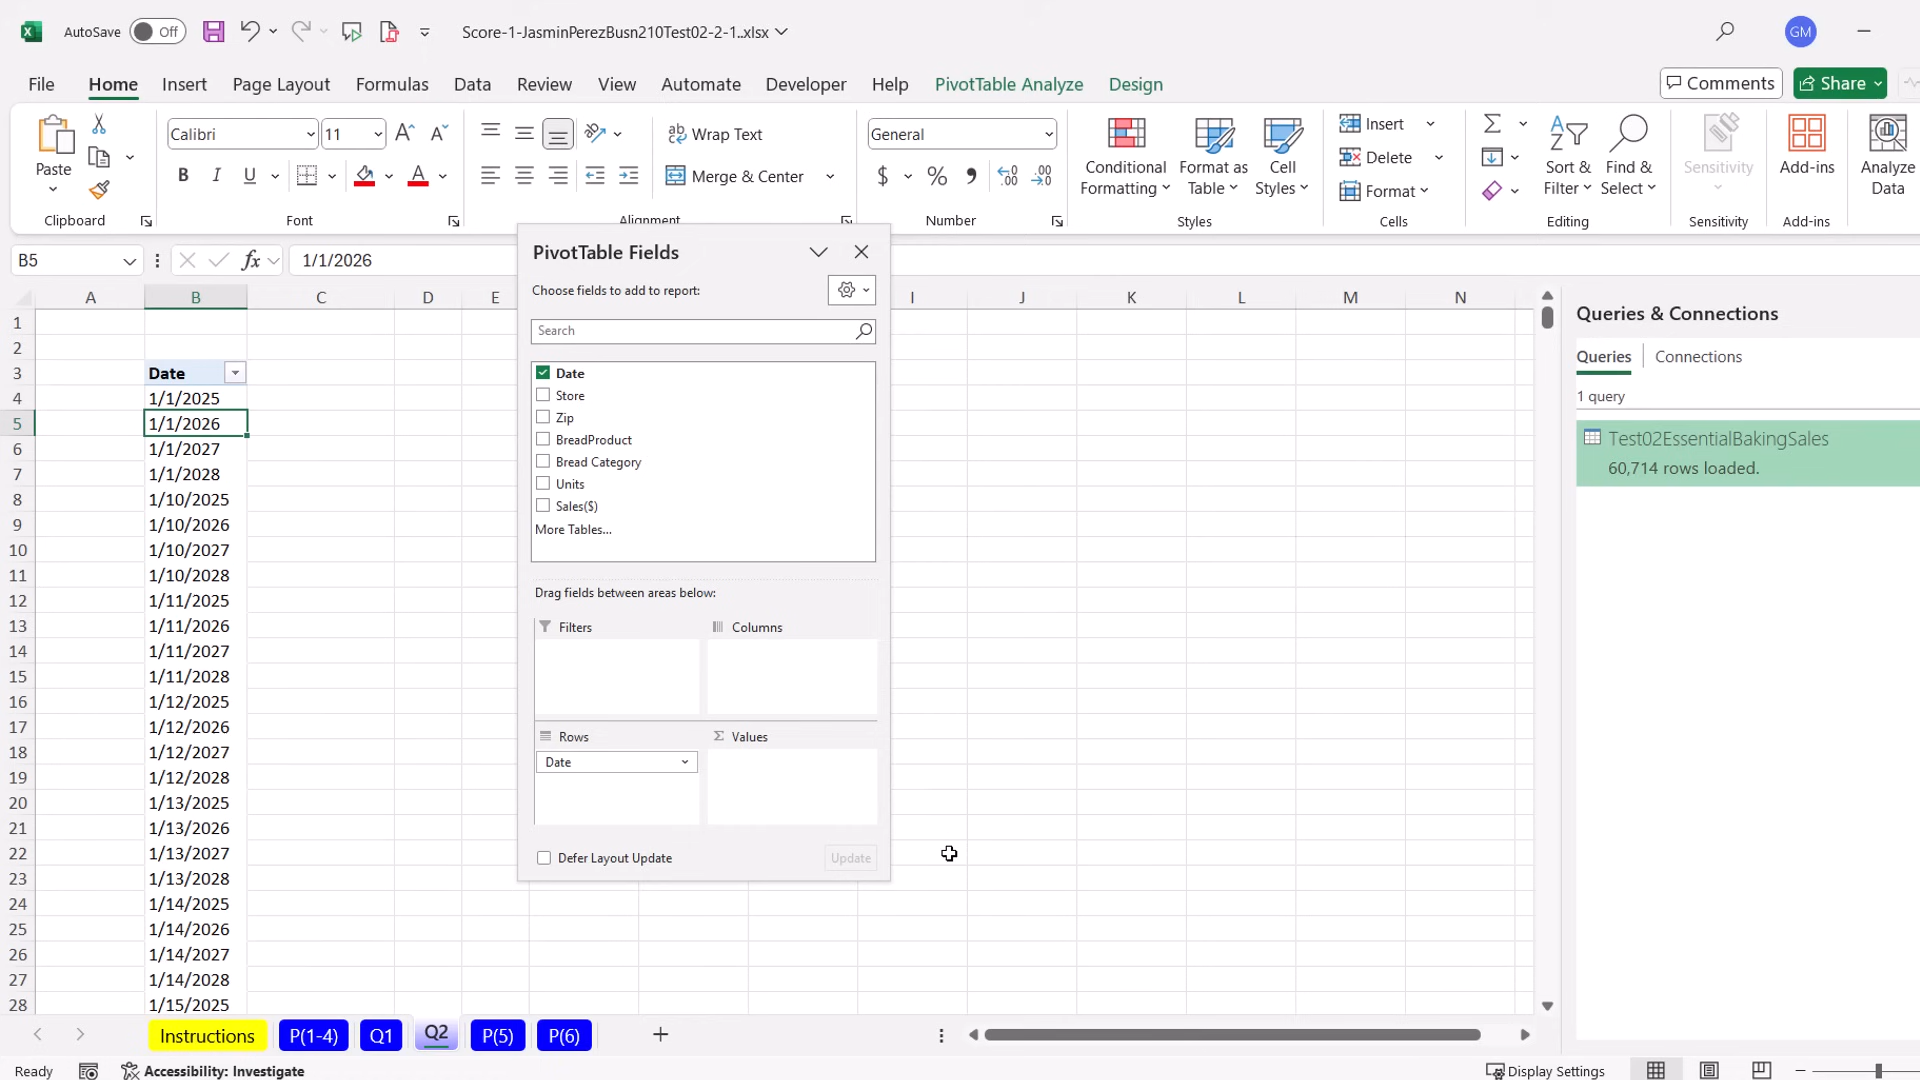 AutoSave Off Score-1-JasminPerezBusn210Test02-2-1..xlsx GM
File Home Insert Page Layout Formulas Data Review View Automate Developer Help PivotTable Analyze Design Comments Share
Paste
Clipboard
Calibri 11
B I U A
Font
Wrap Text
Merge & Center
Alignment
General
$ %
Number
Conditional Formatting
Format as Table
Cell Styles
Styles
Insert
Delete
Format
Cells
Sort & Filter
Find & Select
Editing
Sensitivity
Sensitivity
Add-ins
Add-ins
Analyze Data
B5 fx 1/1/2026
A B C D E I J K L M N
1
2
3 Date
4 1/1/2025
5 1/1/2026
6 1/1/2027
7 1/1/2028
8 1/10/2025
9 1/10/2026
10 1/10/2027
11 1/10/2028
12 1/11/2025
13 1/11/2026
14 1/11/2027
15 1/11/2028
16 1/12/2025
17 1/12/2026
18 1/12/2027
19 1/12/2028
20 1/13/2025
21 1/13/2026
22 1/13/2027
23 1/13/2028
24 1/14/2025
25 1/14/2026
26 1/14/2027
27 1/14/2028
28 1/15/2025
PivotTable Fields
Choose fields to add to report:
Search
Date
Store
Zip
BreadProduct
Bread Category
Units
Sales($)
More Tables...
Drag fields between areas below:
Filters Columns
Rows Values
Date
Defer Layout Update Update
Queries & Connections
Queries Connections
1 query
Test02EssentialBakingSales
60,714 rows loaded.
Instructions P(1-4) Q1 Q2 P(5) P(6)
Ready Accessibility: Investigate Display Settings